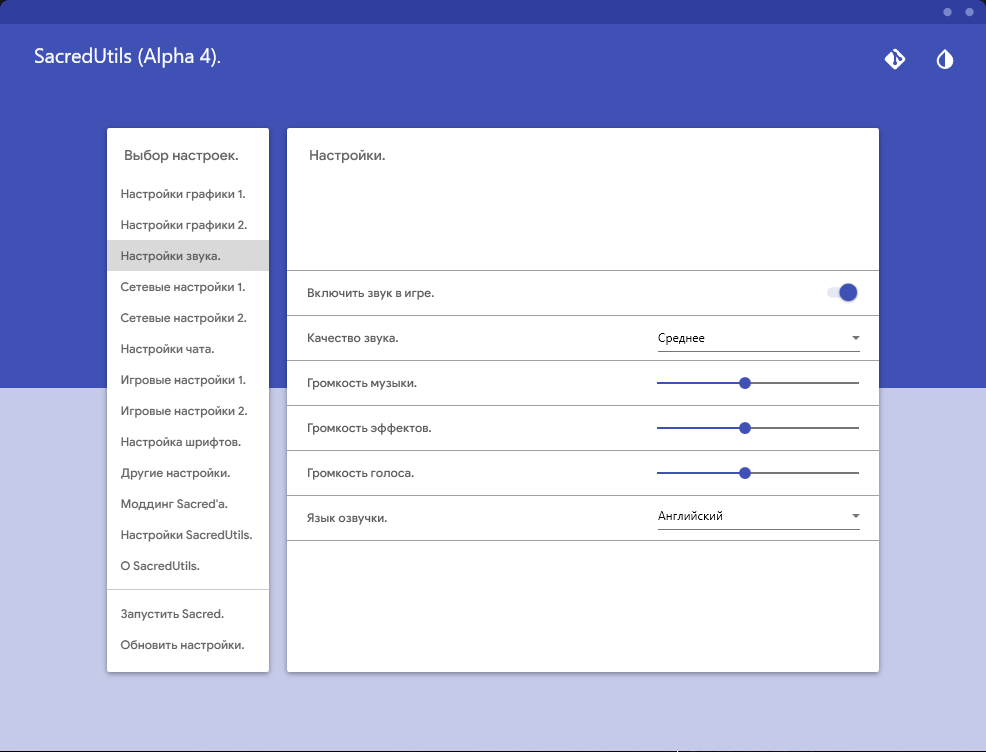 SacredUtils (Alpha 4).
Выбор настроек.
Настройки графики 1.
Настройки графики 2.
Настройки звука.
Сетевые настройки 1.
Сетевые настройки 2.
Настройки чата.
Игровые настройки 1.
Игровые настройки 2.
Настройка шрифтов.
Другие настройки.
Моддинг Sacred'a.
Настройки SacredUtils.
О SacredUtils.
Запустить Sacred.
Обновить настройки.
Настройки.
Включить звук в игре.
Качество звука. Среднее
Громкость музыки.
Громкость эффектов.
Громкость голоса.
Язык озвучки. Английский